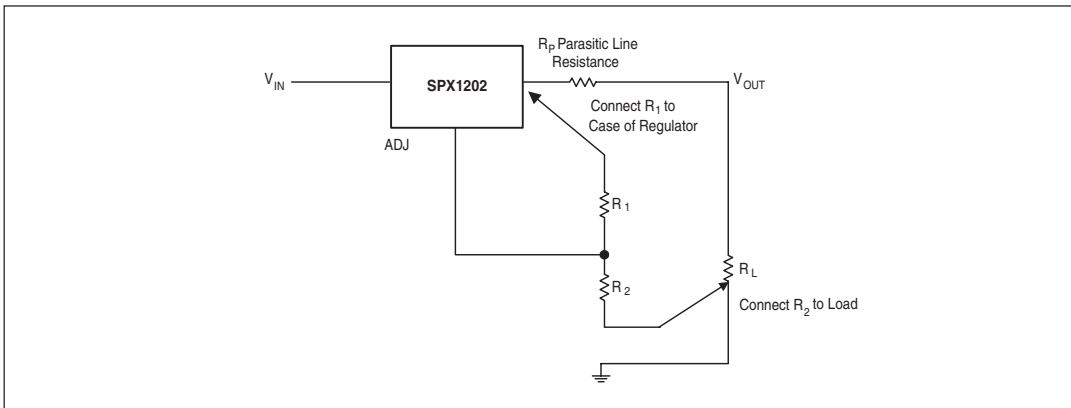 R_P Parasitic Line
Resistance
V_IN
SPX1202
V_OUT
Connect R_1 to
Case of Regulator
ADJ
R_1
R_L
R_2
Connect R_2 to Load